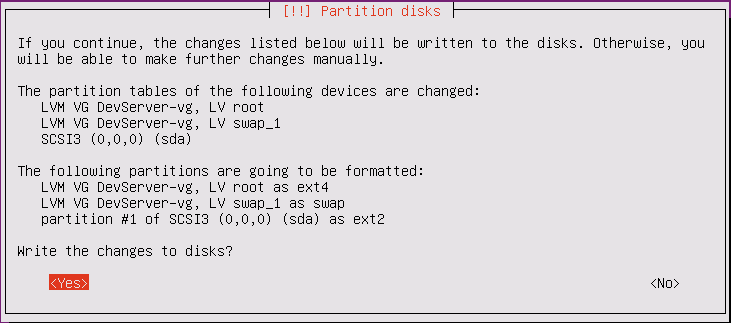 [!!] Partition disks
If you continue, the changes listed below will be written to the disks. Otherwise, you
will be able to make further changes manually.
The partition tables of the following devices are changed:
LVM VG DevServer-vg, LV root
LVM VG DevServer-vg, LV swap_1
SCSI3 (0,0,0) (sda)
The following partitions are going to be formatted:
LVM VG DevServer-vg, LV root as ext4
LVM VG DevServer-vg, LV swap_1 as swap
partition #1 of SCSI3 (0,0,0) (sda) as ext2
Write the changes to disks?
<Yes> <No>